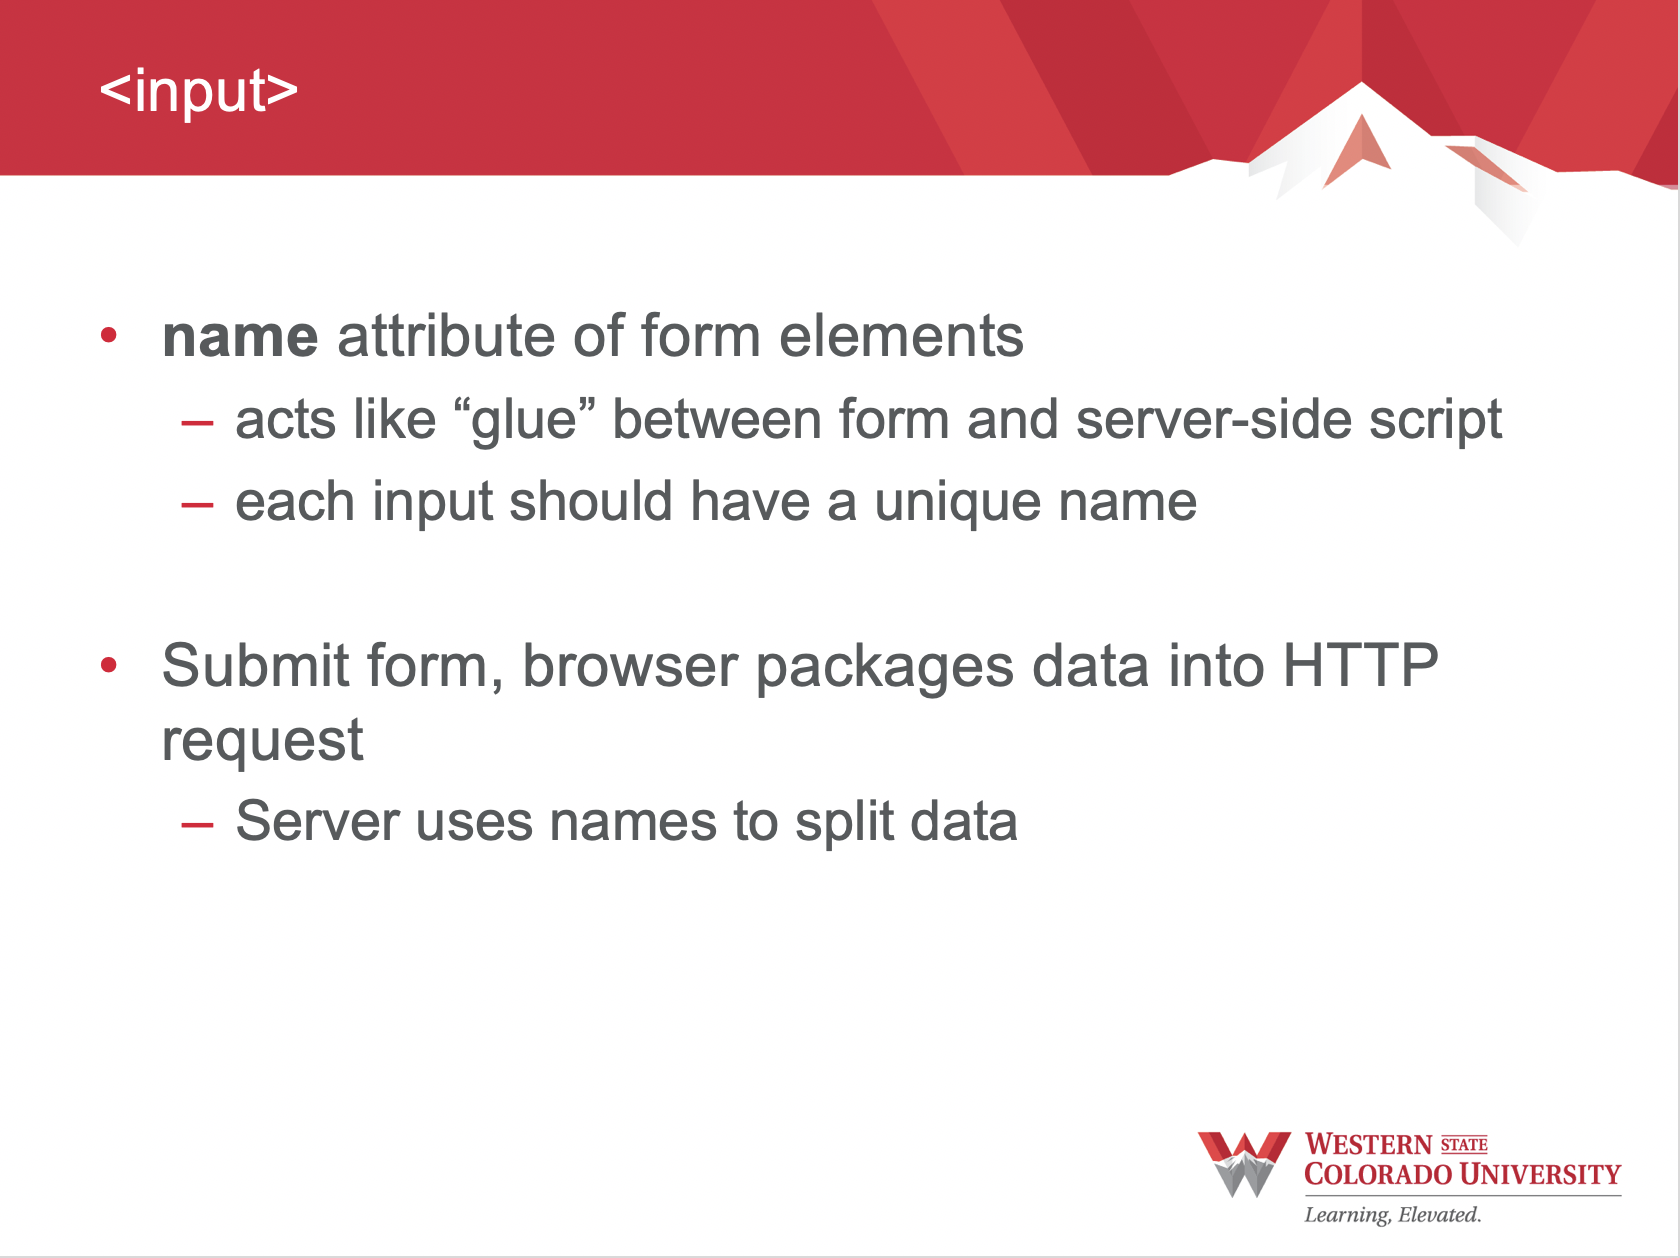 <input>
• name attribute of form elements
– acts like “glue” between form and server-side script
– each input should have a unique name
• Submit form, browser packages data into HTTP
request
– Server uses names to split data
WESTERN STATE
COLORADO UNIVERSITY
Learning, Elevated.